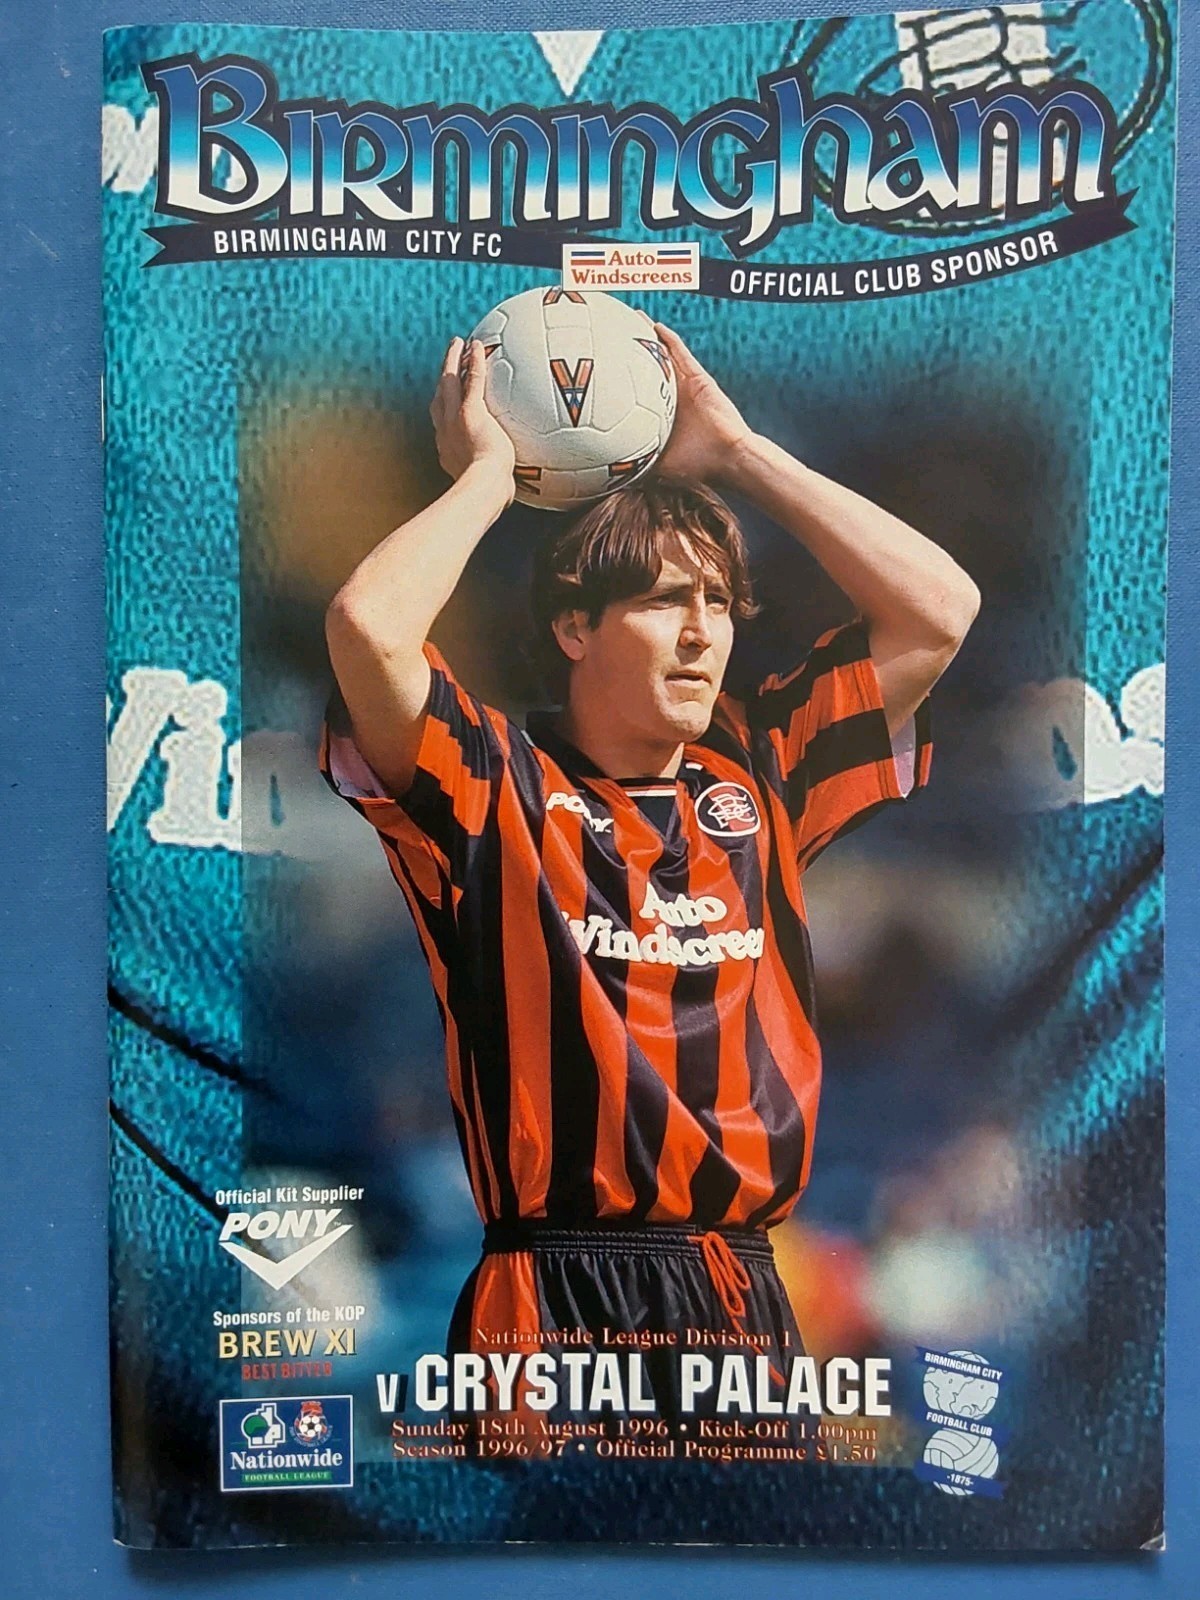 Birmingham
BIRMINGHAM CITY FC
Auto
Windscreens
OFFICIAL CLUB SPONSOR
PONY
Auto
Windscreen
Official Kit Supplier
PONY
Sponsors of the KOP
BREW XI
BEST BITTER
Nationwide
FOOTBALL LEAGUE
Nationwide League Division 1
v CRYSTAL PALACE
Sunday 18th August 1996 • Kick-Off 1.00pm
Season 1996/97 • Official Programme £1.50
BIRMINGHAM CITY
FOOTBALL CLUB
-1875-